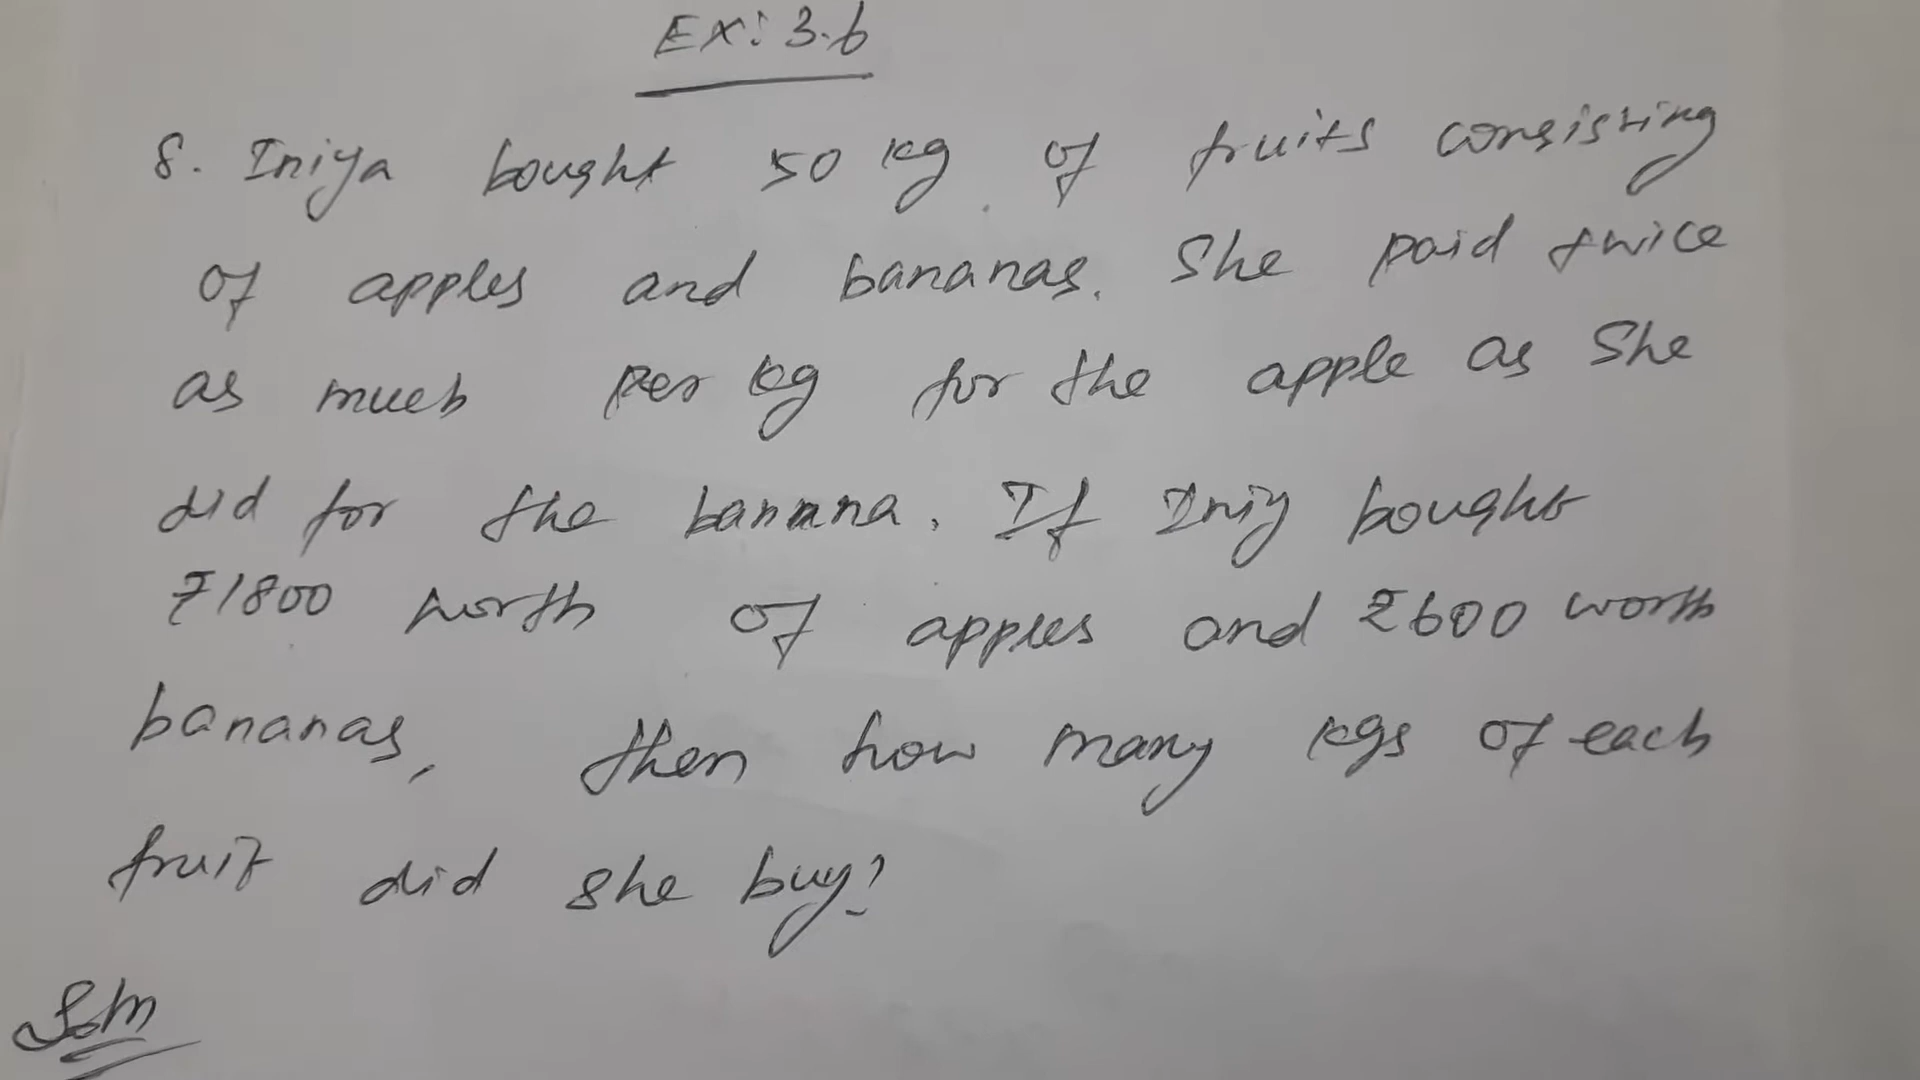 Ex: 3.6
8. Iniya bought 50 kg of fruits consisting
of apples and bananas. She paid twice
as much per kg for the apple as She
did for the banana. If Iniy bought
₹1800 worth of apples and ₹600 worth
bananas, then how many kgs of each
fruit did she buy?
Soln